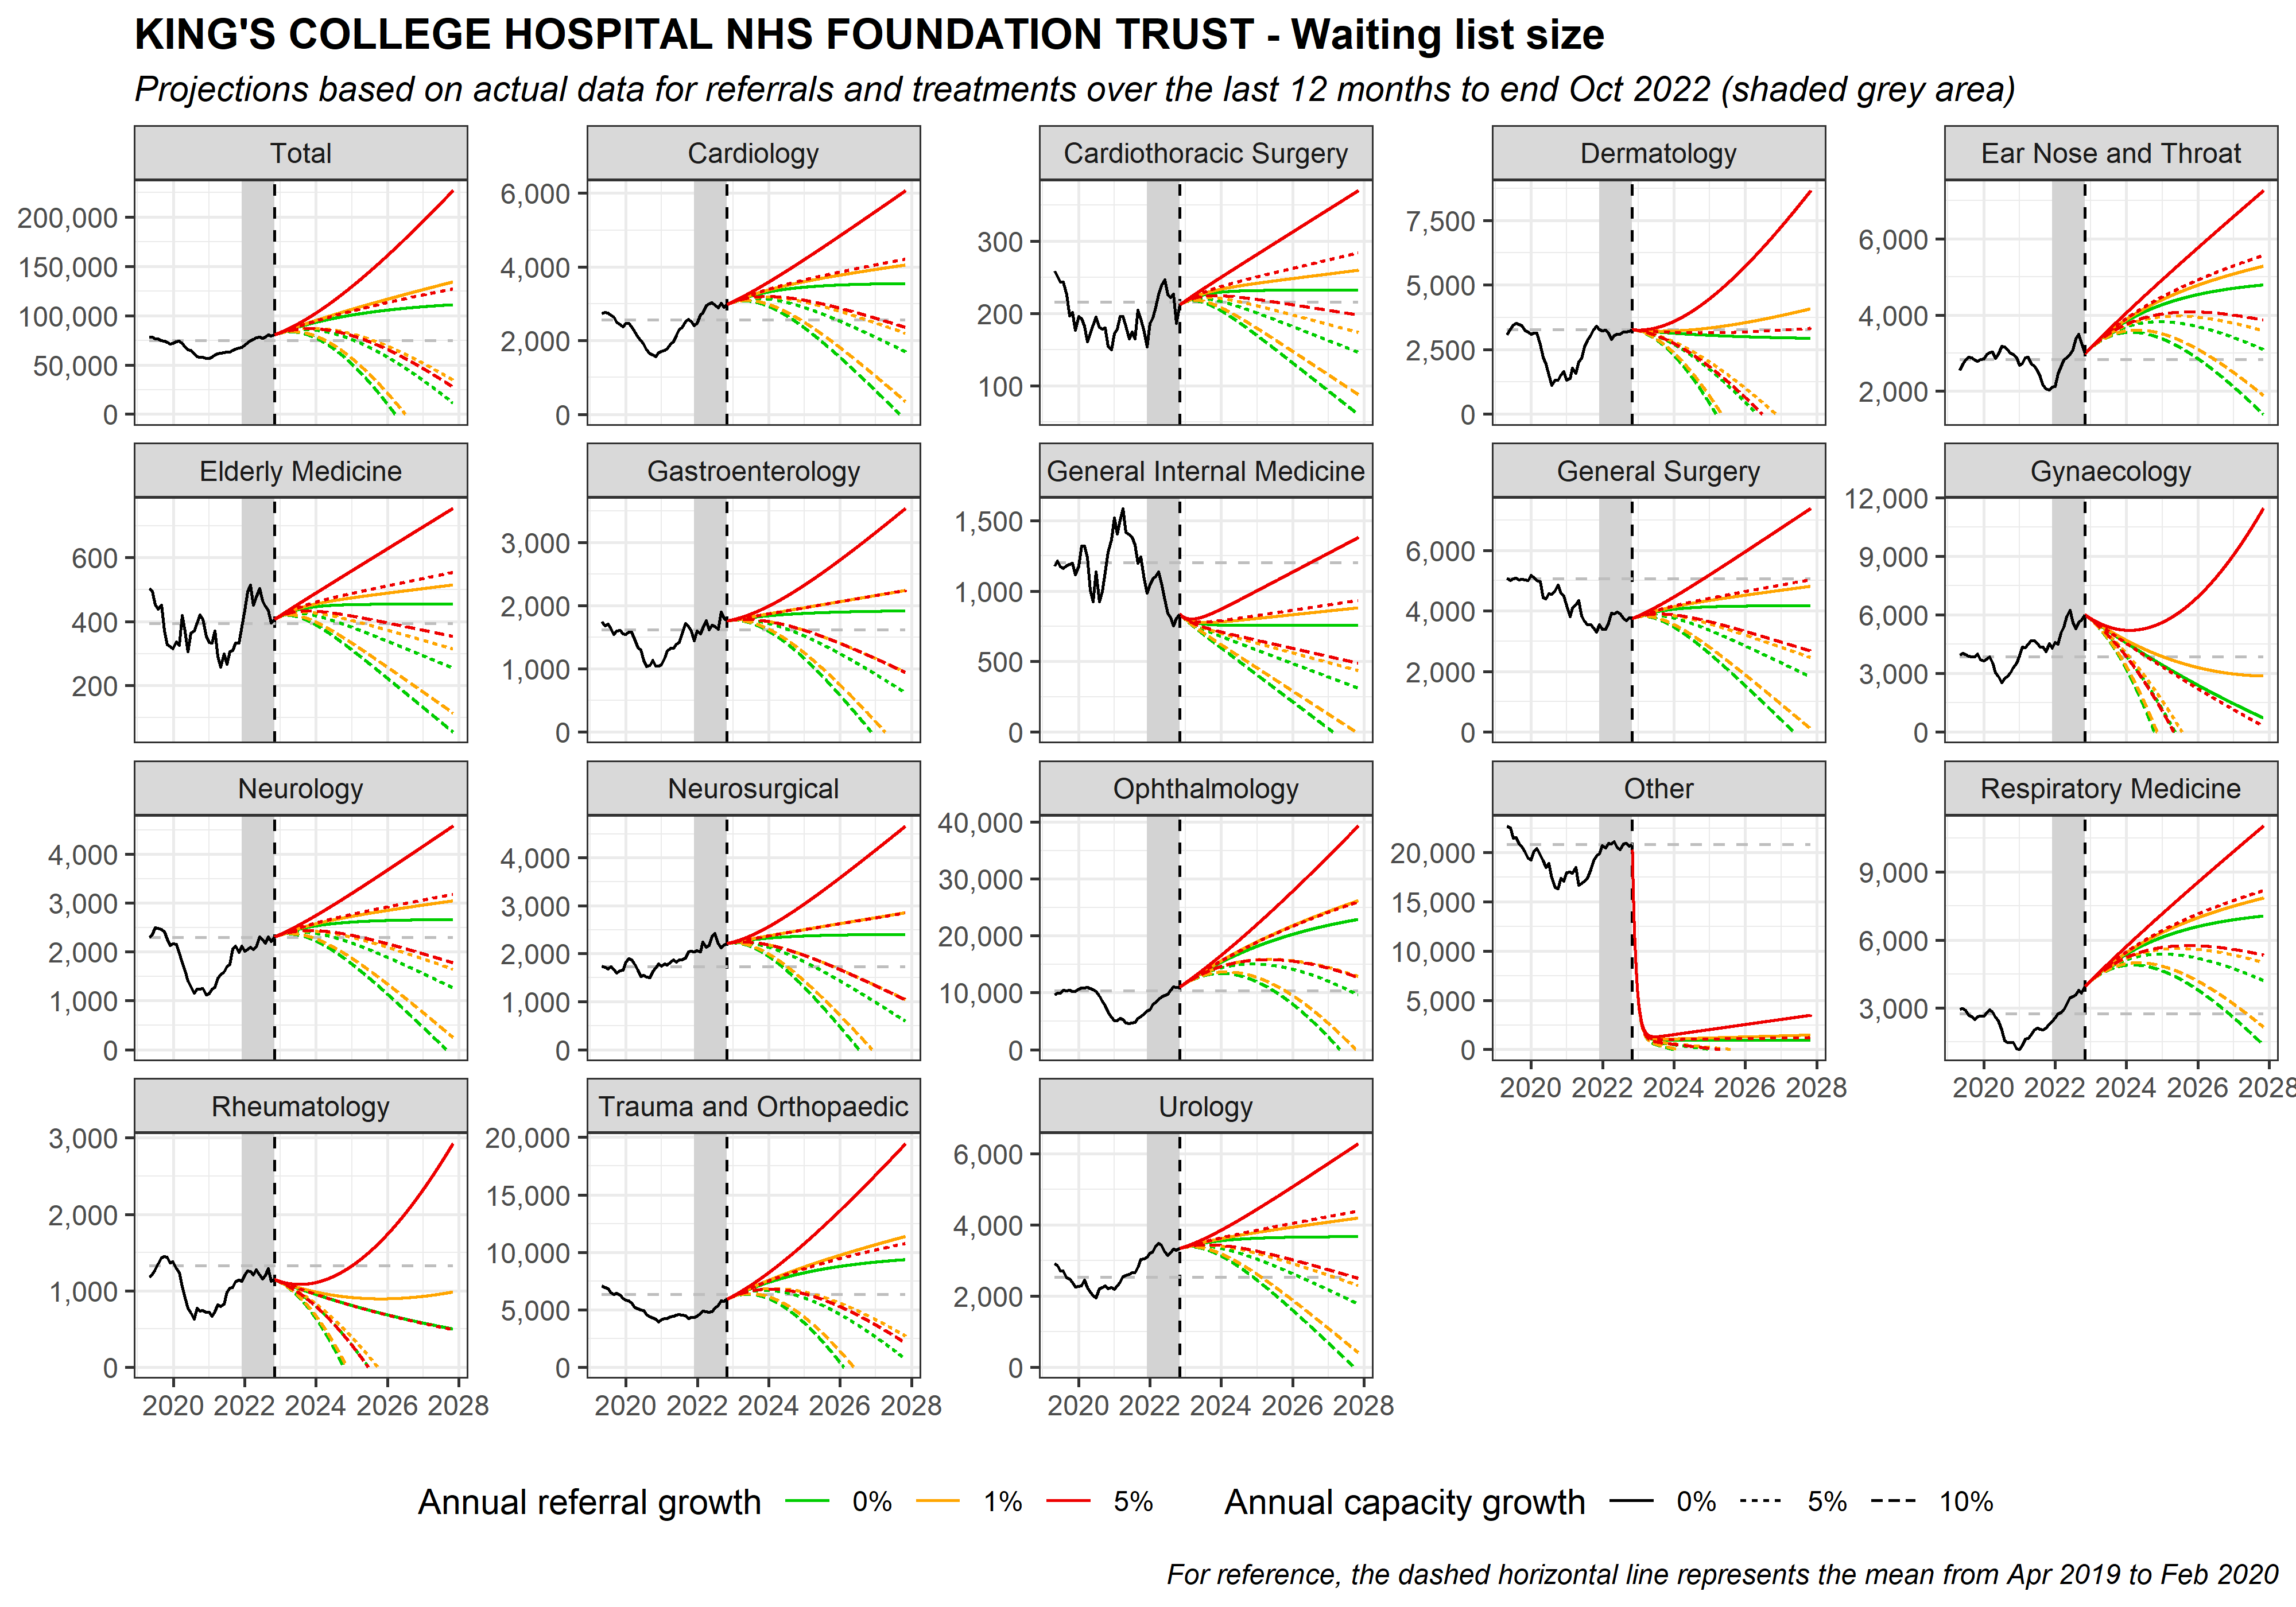 KING'S COLLEGE HOSPITAL NHS FOUNDATION TRUST - Waiting list size
Projections based on actual data for referrals and treatments over the last 12 months to end Oct 2022 (shaded grey area)
Total
200,000
150,000
100,000
50,000
0
Cardiology
6,000
4,000
2,000
0
Cardiothoracic Surgery
300
200
100
Dermatology
7,500
5,000
2,500
0
Ear Nose and Throat
6,000
4,000
2,000
Elderly Medicine
600
400
200
Gastroenterology
3,000
2,000
1,000
0
General Internal Medicine
1,500
1,000
500
0
General Surgery
6,000
4,000
2,000
0
Gynaecology
12,000
9,000
6,000
3,000
0
Neurology
4,000
3,000
2,000
1,000
0
Neurosurgical
4,000
3,000
2,000
1,000
0
Ophthalmology
40,000
30,000
20,000
10,000
0
Other
20,000
15,000
10,000
5,000
0
2020 2022 2024 2026 2028
Respiratory Medicine
9,000
6,000
3,000
2020 2022 2024 2026 2028
Rheumatology
3,000
2,000
1,000
0
2020 2022 2024 2026 2028
Trauma and Orthopaedic
20,000
15,000
10,000
5,000
0
2020 2022 2024 2026 2028
Urology
6,000
4,000
2,000
0
2020 2022 2024 2026 2028
Annual referral growth 0% 1% 5% Annual capacity growth 0% 5% 10%
For reference, the dashed horizontal line represents the mean from Apr 2019 to Feb 2020